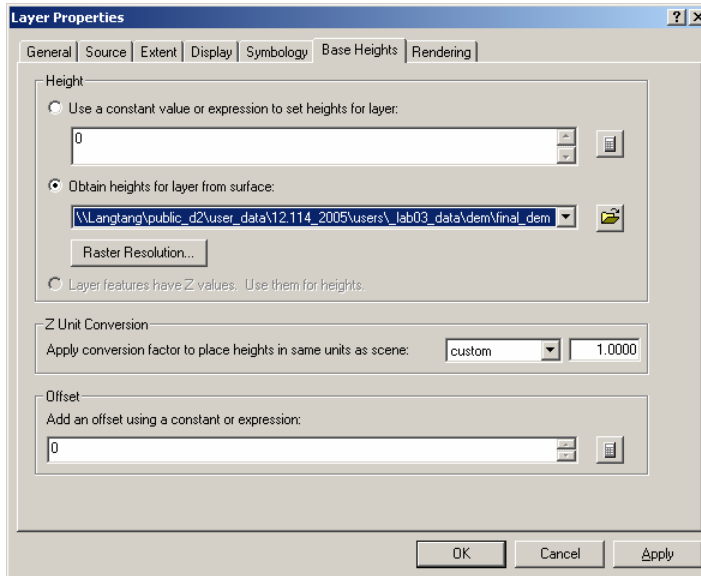 Layer Properties
General Source Extent Display Symbology Base Heights Rendering
Height
Use a constant value or expression to set heights for layer:
0
Obtain heights for layer from surface:
\\Langtang\public_d2\user_data\12.114_2005\users\_lab03_data\dem\final_dem
Raster Resolution...
Layer features have Z values. Use them for heights.
Z Unit Conversion
Apply conversion factor to place heights in same units as scene: custom 1.0000
Offset
Add an offset using a constant or expression:
0
OK Cancel Apply